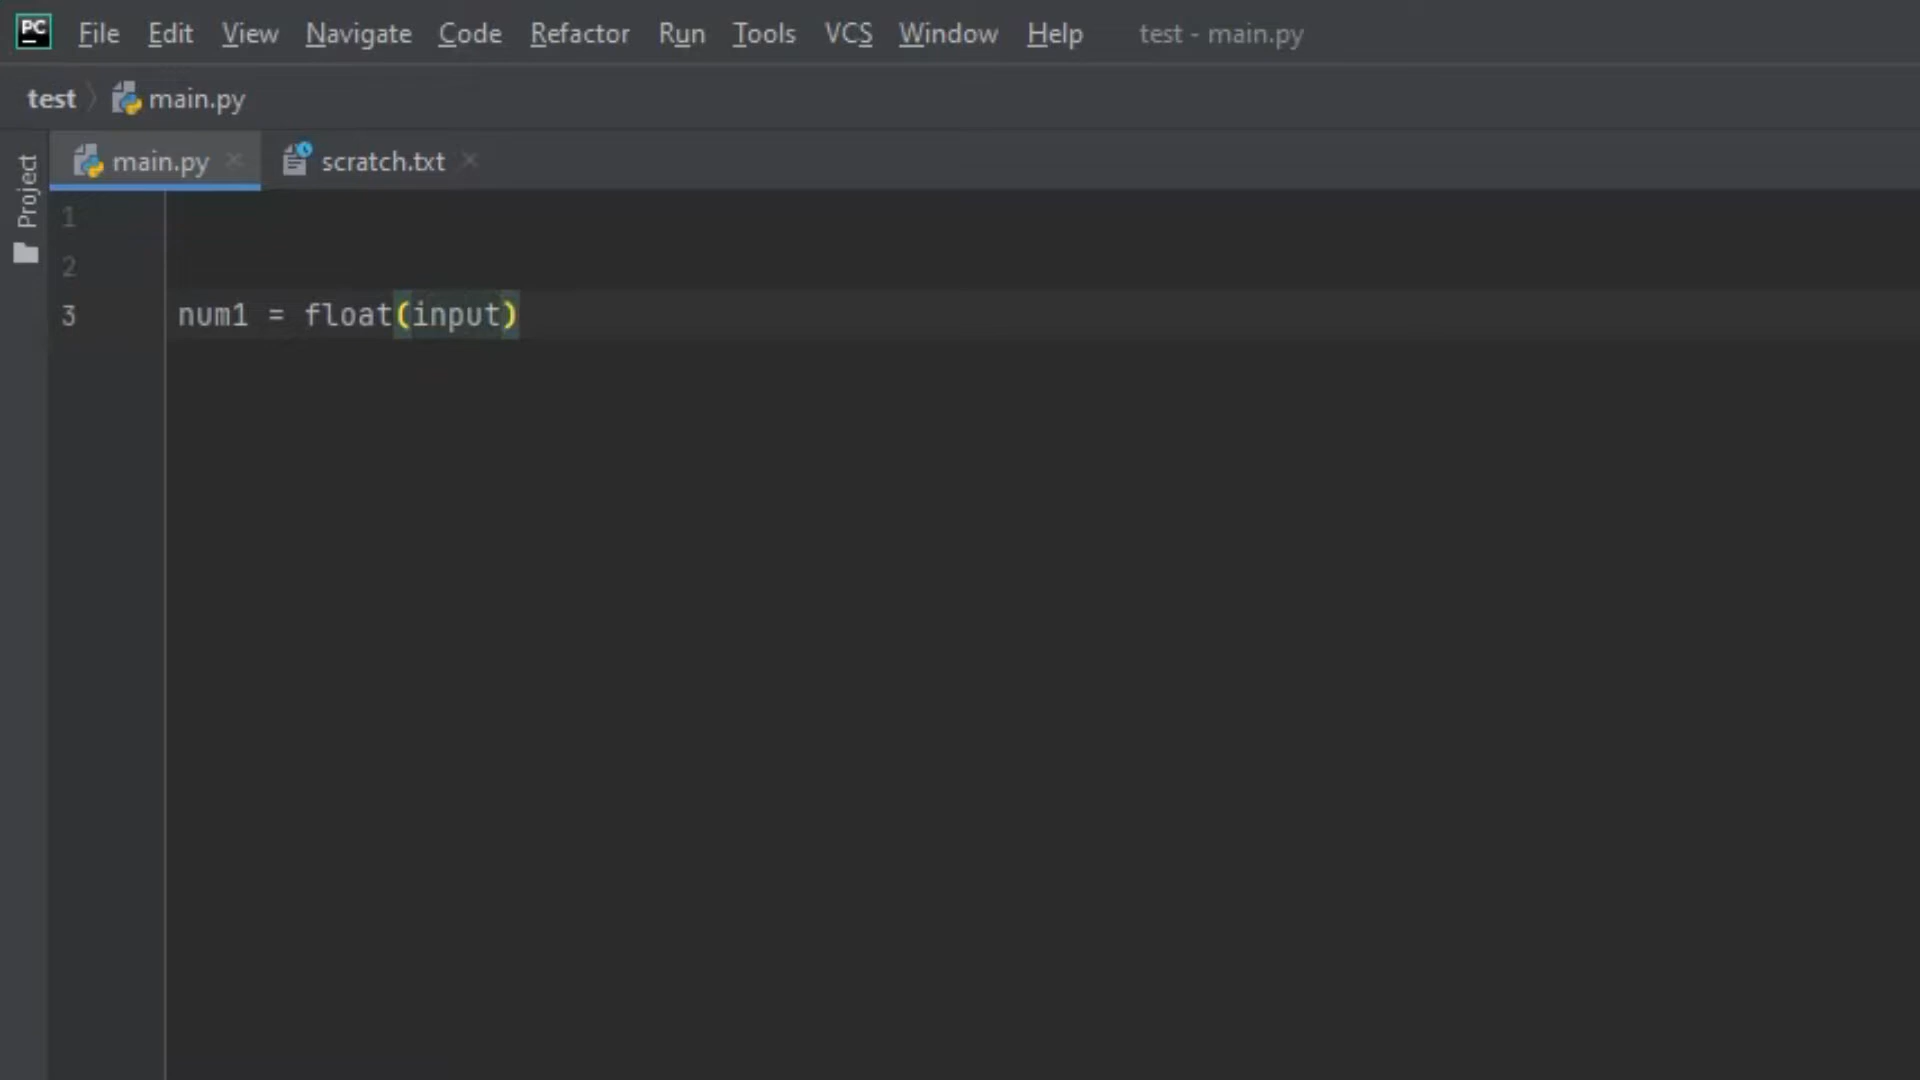 PC File Edit View Navigate Code Refactor Run Tools VCS Window Help test - main.py
test main.py
Project
main.py scratch.txt
1
2
3 num1 = float(input)